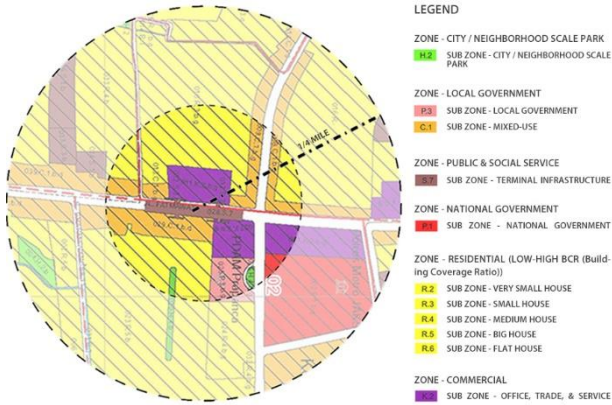 LEGEND
ZONE - CITY / NEIGHBORHOOD SCALE PARK
H.2 SUB ZONE - CITY / NEIGHBORHOOD SCALE
PARK
ZONE - LOCAL GOVERNMENT
P.3 SUB ZONE - LOCAL GOVERNMENT
C.1 SUB ZONE - MIXED-USE
ZONE - PUBLIC & SOCIAL SERVICE
S.7 SUB ZONE - TERMINAL INFRASTRUCTURE
ZONE - NATIONAL GOVERNMENT
P.1 SUB ZONE - NATIONAL GOVERNMENT
ZONE - RESIDENTIAL (LOW-HIGH BCR (Build-
ing Coverage Ratio))
R.2 SUB ZONE - VERY SMALL HOUSE
R.3 SUB ZONE - SMALL HOUSE
R.4 SUB ZONE - MEDIUM HOUSE
R.5 SUB ZONE - BIG HOUSE
R.6 SUB ZONE - FLAT HOUSE
ZONE - COMMERCIAL
K.2 SUB ZONE - OFFICE, TRADE, & SERVICE
1/4 MILE
02